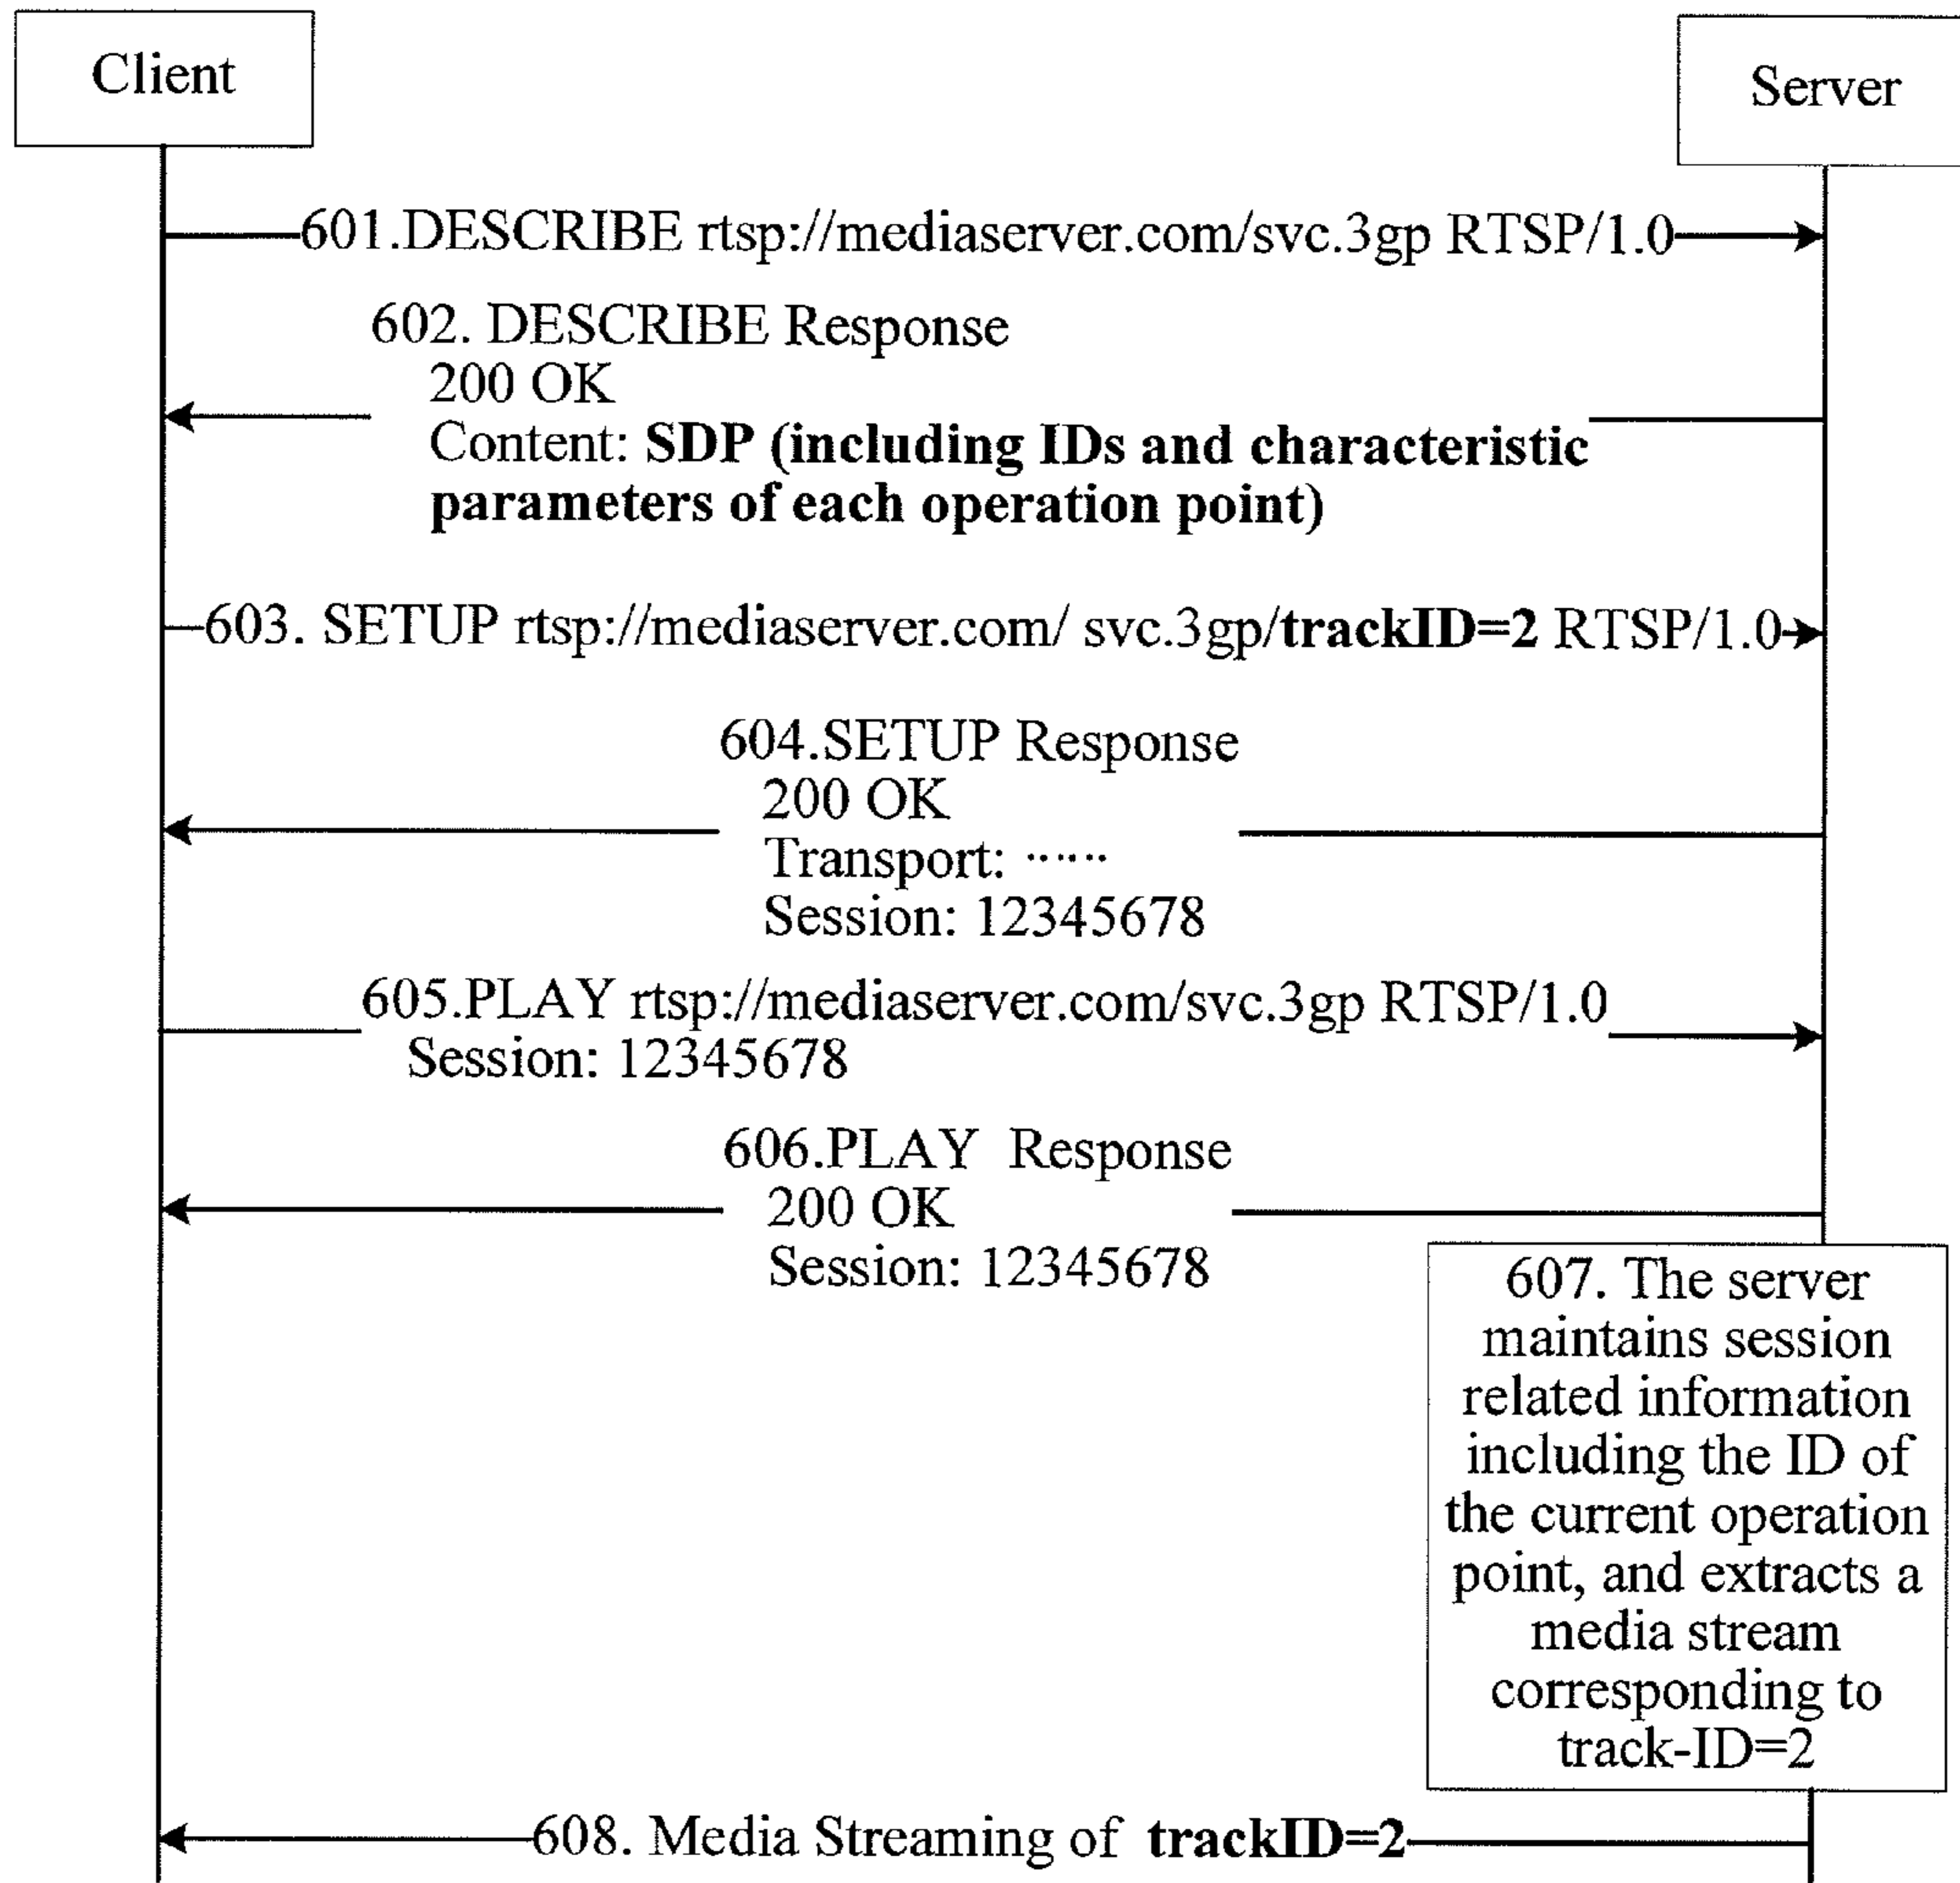 Client
Server
601.DESCRIBE rtsp://mediaserver.com/svc.3gp RTSP/1.0
602. DESCRIBE Response
200 OK
Content: SDP (including IDs and characteristic
parameters of each operation point)
603. SETUP rtsp://mediaserver.com/ svc.3gp/trackID=2 RTSP/1.0
604.SETUP Response
200 OK
Transport: ······
Session: 12345678
605.PLAY rtsp://mediaserver.com/svc.3gp RTSP/1.0
Session: 12345678
606.PLAY Response
200 OK
Session: 12345678
607. The server
maintains session
related information
including the ID of
the current operation
point, and extracts a
media stream
corresponding to
track-ID=2
608. Media Streaming of trackID=2